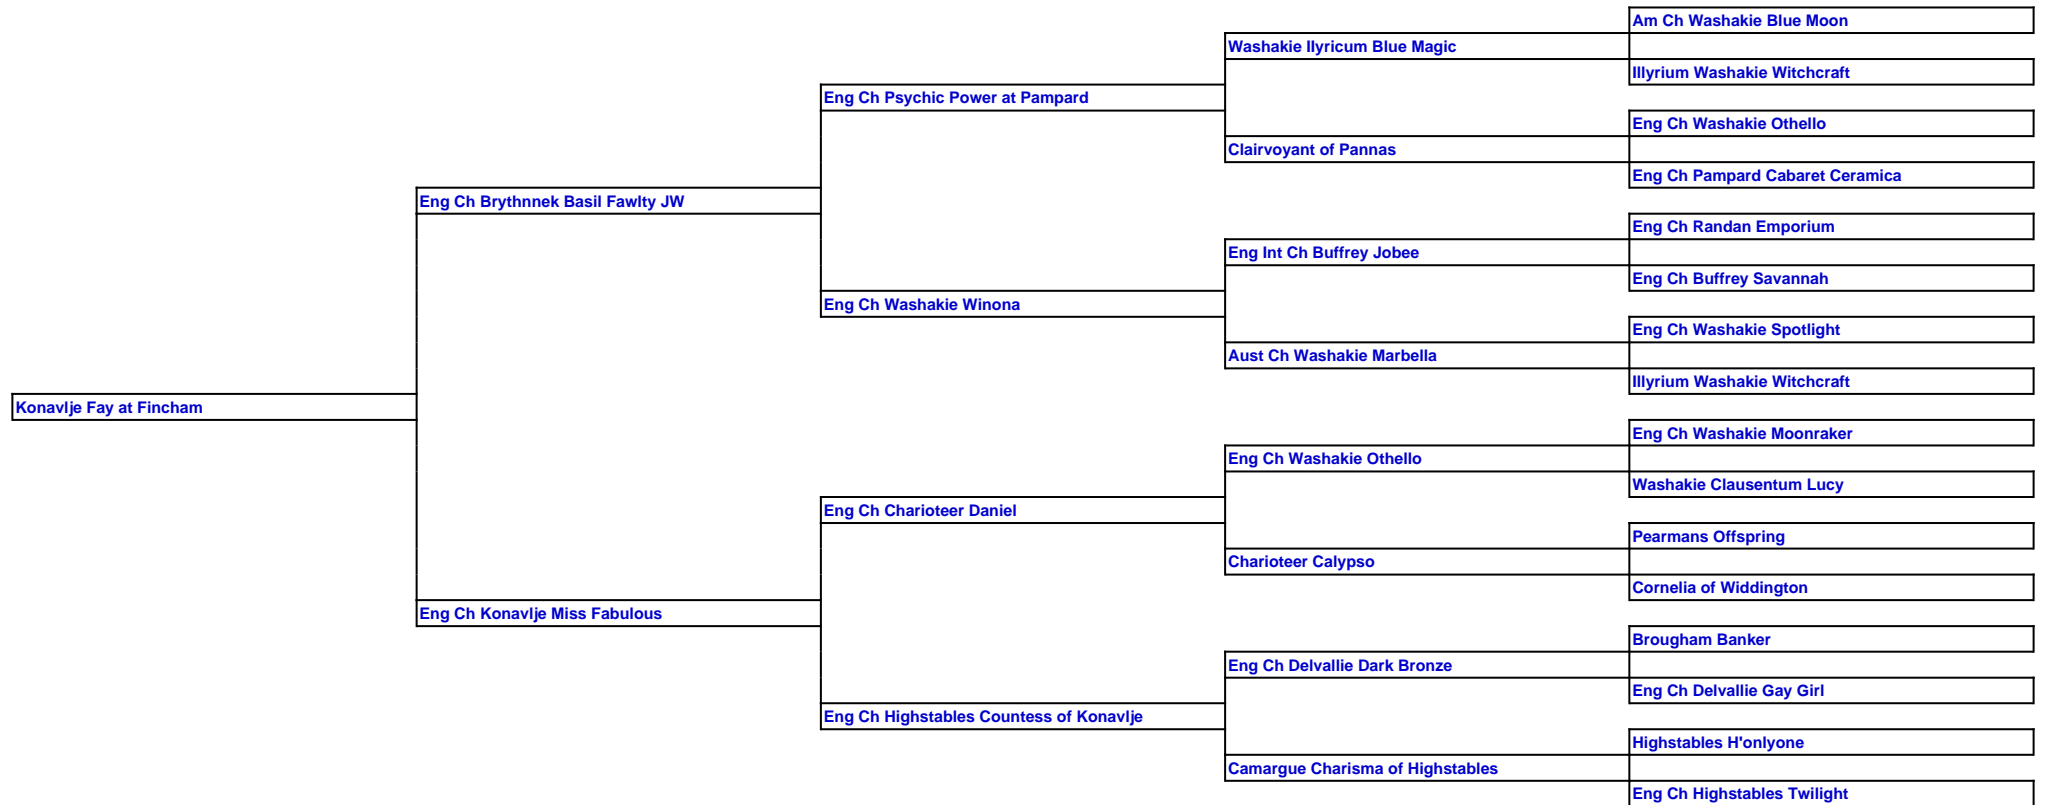 Am Ch Washakie Blue Moon
Washakie Ilyricum Blue Magic
Illyrium Washakie Witchcraft
Eng Ch Psychic Power at Pampard
Eng Ch Washakie Othello
Clairvoyant of Pannas
Eng Ch Pampard Cabaret Ceramica
Eng Ch Brythnnek Basil Fawlty JW
Eng Ch Randan Emporium
Eng Int Ch Buffrey Jobee
Eng Ch Buffrey Savannah
Eng Ch Washakie Winona
Eng Ch Washakie Spotlight
Aust Ch Washakie Marbella
Illyrium Washakie Witchcraft
Konavlje Fay at Fincham
Eng Ch Washakie Moonraker
Eng Ch Washakie Othello
Washakie Clausentum Lucy
Eng Ch Charioteer Daniel
Pearmans Offspring
Charioteer Calypso
Cornelia of Widdington
Eng Ch Konavlje Miss Fabulous
Brougham Banker
Eng Ch Delvallie Dark Bronze
Eng Ch Delvallie Gay Girl
Eng Ch Highstables Countess of Konavlje
Highstables H'onlyone
Camargue Charisma of Highstables
Eng Ch Highstables Twilight